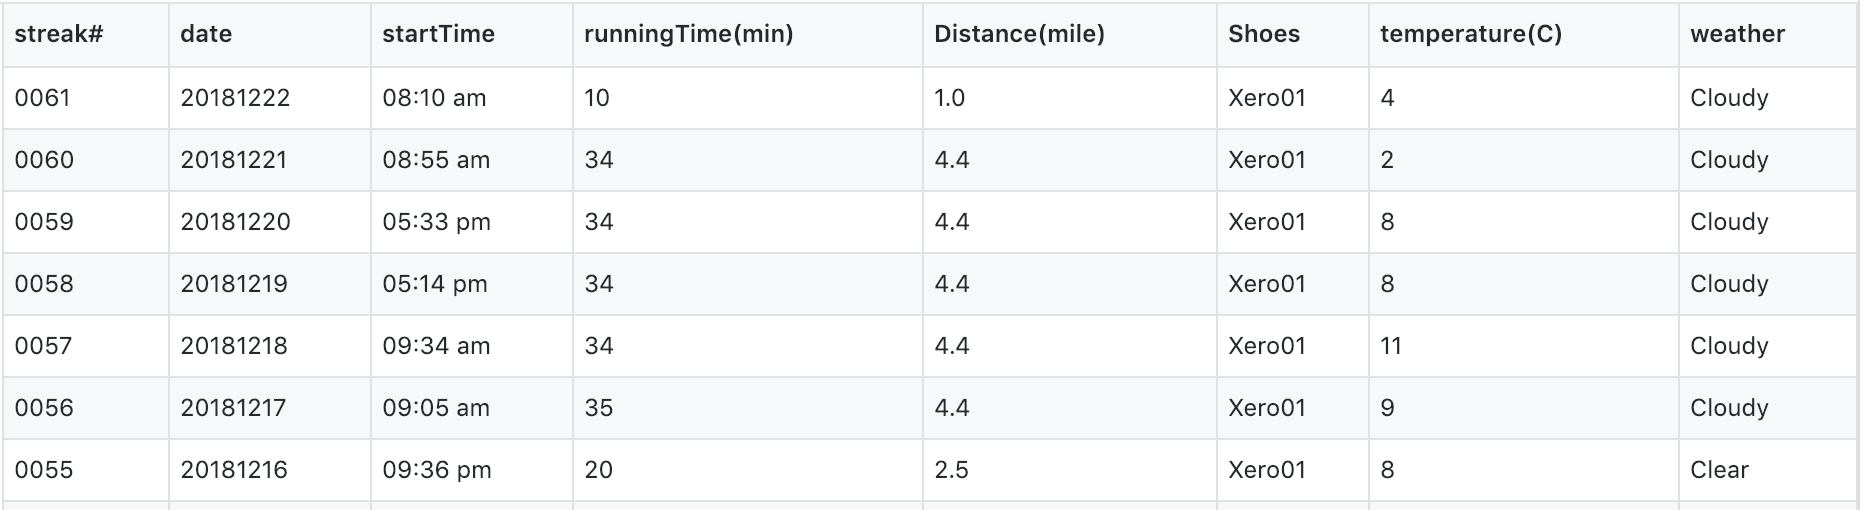 streak# date startTime runningTime(min) Distance(mile) Shoes temperature(C) weather
0061 20181222 08:10 am 10 1.0 Xero01 4 Cloudy
0060 20181221 08:55 am 34 4.4 Xero01 2 Cloudy
0059 20181220 05:33 pm 34 4.4 Xero01 8 Cloudy
0058 20181219 05:14 pm 34 4.4 Xero01 8 Cloudy
0057 20181218 09:34 am 34 4.4 Xero01 11 Cloudy
0056 20181217 09:05 am 35 4.4 Xero01 9 Cloudy
0055 20181216 09:36 pm 20 2.5 Xero01 8 Clear